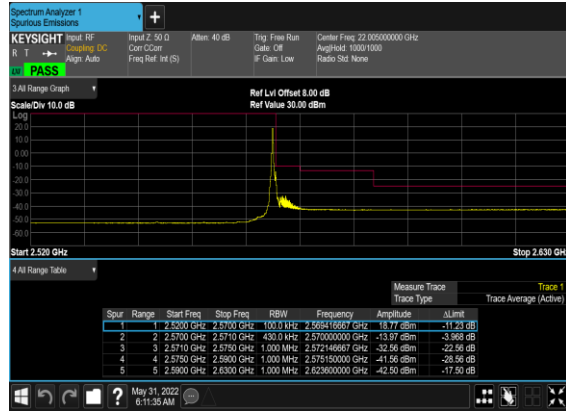 Spectrum Analyzer 1
Spurious Emissions
KEYSIGHT Input: RF Input Z: 50 Ω Atten: 40 dB Trig: Free Run Center Freq: 22.005000000 GHz
R T Coupling: DC Corr CCorr Gate: Off Avg|Hold: 1000/1000
Align: Auto Freq Ref: Int (S) IF Gain: Low Radio Std: None
PASS
3 All Range Graph
Ref Lvl Offset 8.00 dB
Scale/Div 10.0 dB Ref Value 30.00 dBm
Log
20.0
10.0
0.00
-10.0
-20.0
-30.0
-40.0
-50.0
-60.0
Start 2.520 GHz Stop 2.630 GH
4 All Range Table
Measure Trace Trace 1
Trace Type Trace Average (Active)
Spur Range Start Freq Stop Freq RBW Frequency Amplitude ΔLimit
1 1 2.5200 GHz 2.5700 GHz 100.0 kHz 2.569416667 GHz 18.77 dBm -11.23 dB
2 2 2.5700 GHz 2.5710 GHz 430.0 kHz 2.570000000 GHz -13.97 dBm -3.968 dB
3 3 2.5710 GHz 2.5750 GHz 1.000 MHz 2.572146667 GHz -32.56 dBm -22.56 dB
4 4 2.5750 GHz 2.5900 GHz 1.000 MHz 2.575150000 GHz -41.56 dBm -28.56 dB
5 5 2.5900 GHz 2.6300 GHz 1.000 MHz 2.623600000 GHz -42.50 dBm -17.50 dB
?
May 31, 2022
6:11:35 AM